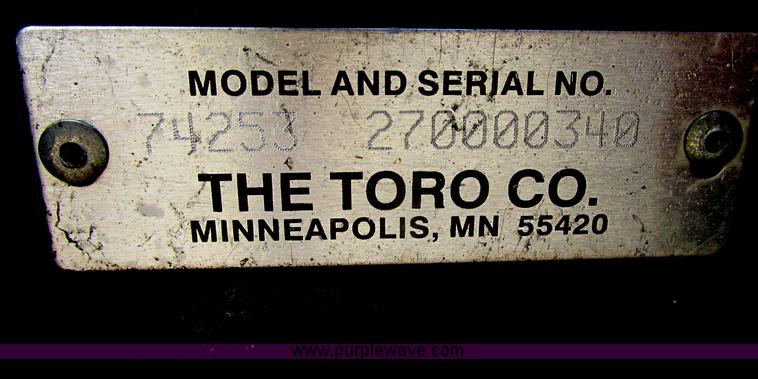 MODEL AND SERIAL NO.
74253 270000340
THE TORO CO.
MINNEAPOLIS, MN 55420
www.purplewave.com